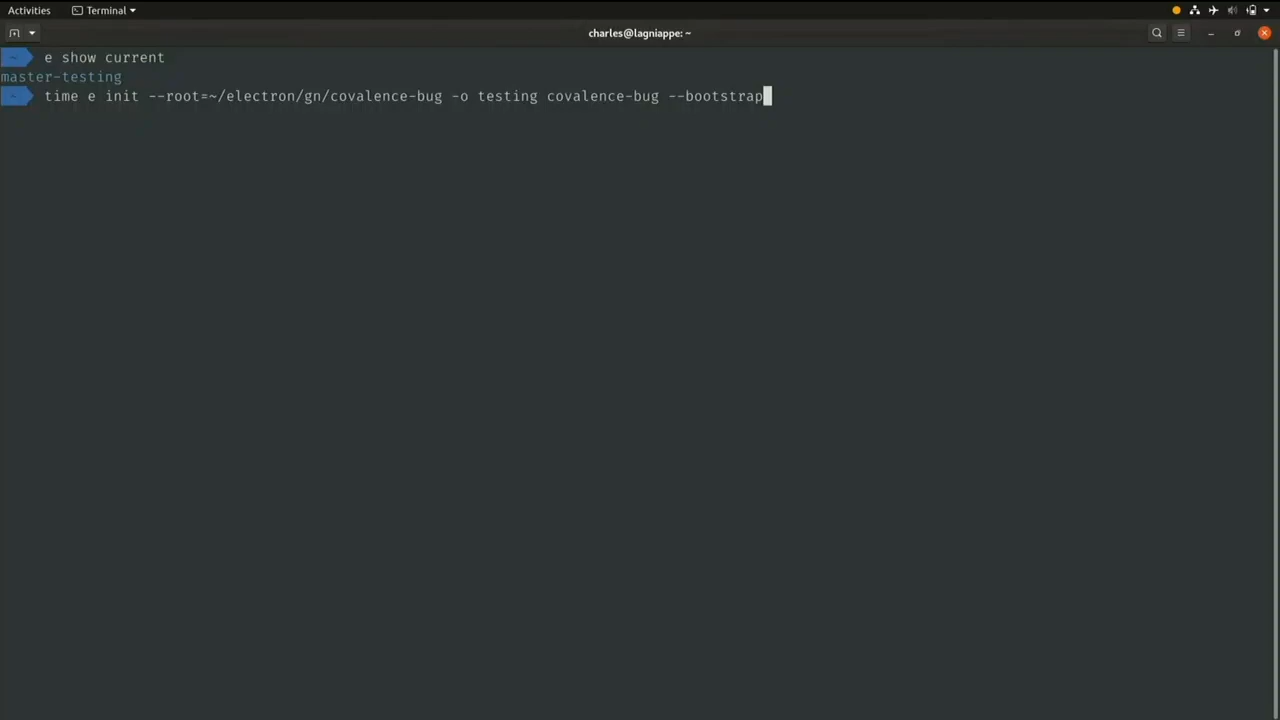 Activities
Terminal
charles@lagniappe: ~
~ e show current
master-testing
~ time e init --root=~/electron/gn/covalence-bug -o testing covalence-bug --bootstrap